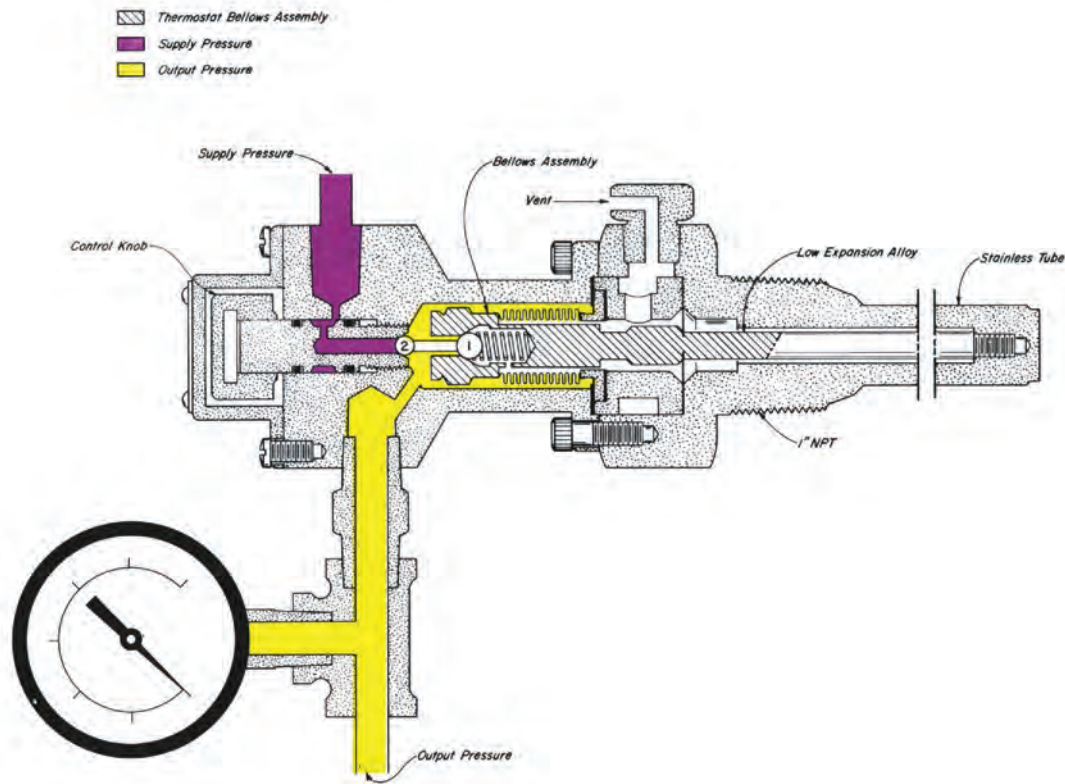 Thermostat Bellows Assembly
Supply Pressure
Output Pressure
Supply Pressure
Bellows Assembly
Vent
Control Knob
Low Expansion Alloy
Stainless Tube
2
1
1" NPT
Output Pressure